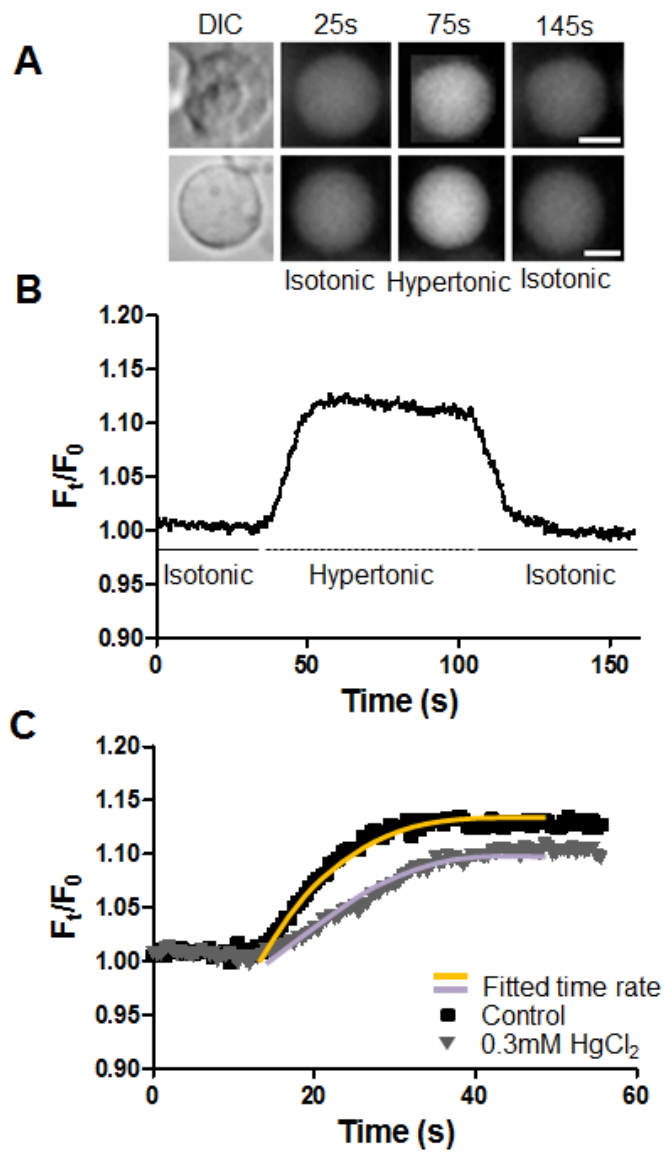 A
DIC 25s 75s 145s
Isotonic Hypertonic Isotonic
B
1.20
1.15
1.10
1.05
1.00
0.95
0.90
Ft/F0
Isotonic Hypertonic Isotonic
0 50 100 150
Time (s)
C
1.20
1.15
1.10
1.05
1.00
0.95
0.90
Ft/F0
Fitted time rate
Control
0.3mM HgCl2
0 20 40 60
Time (s)